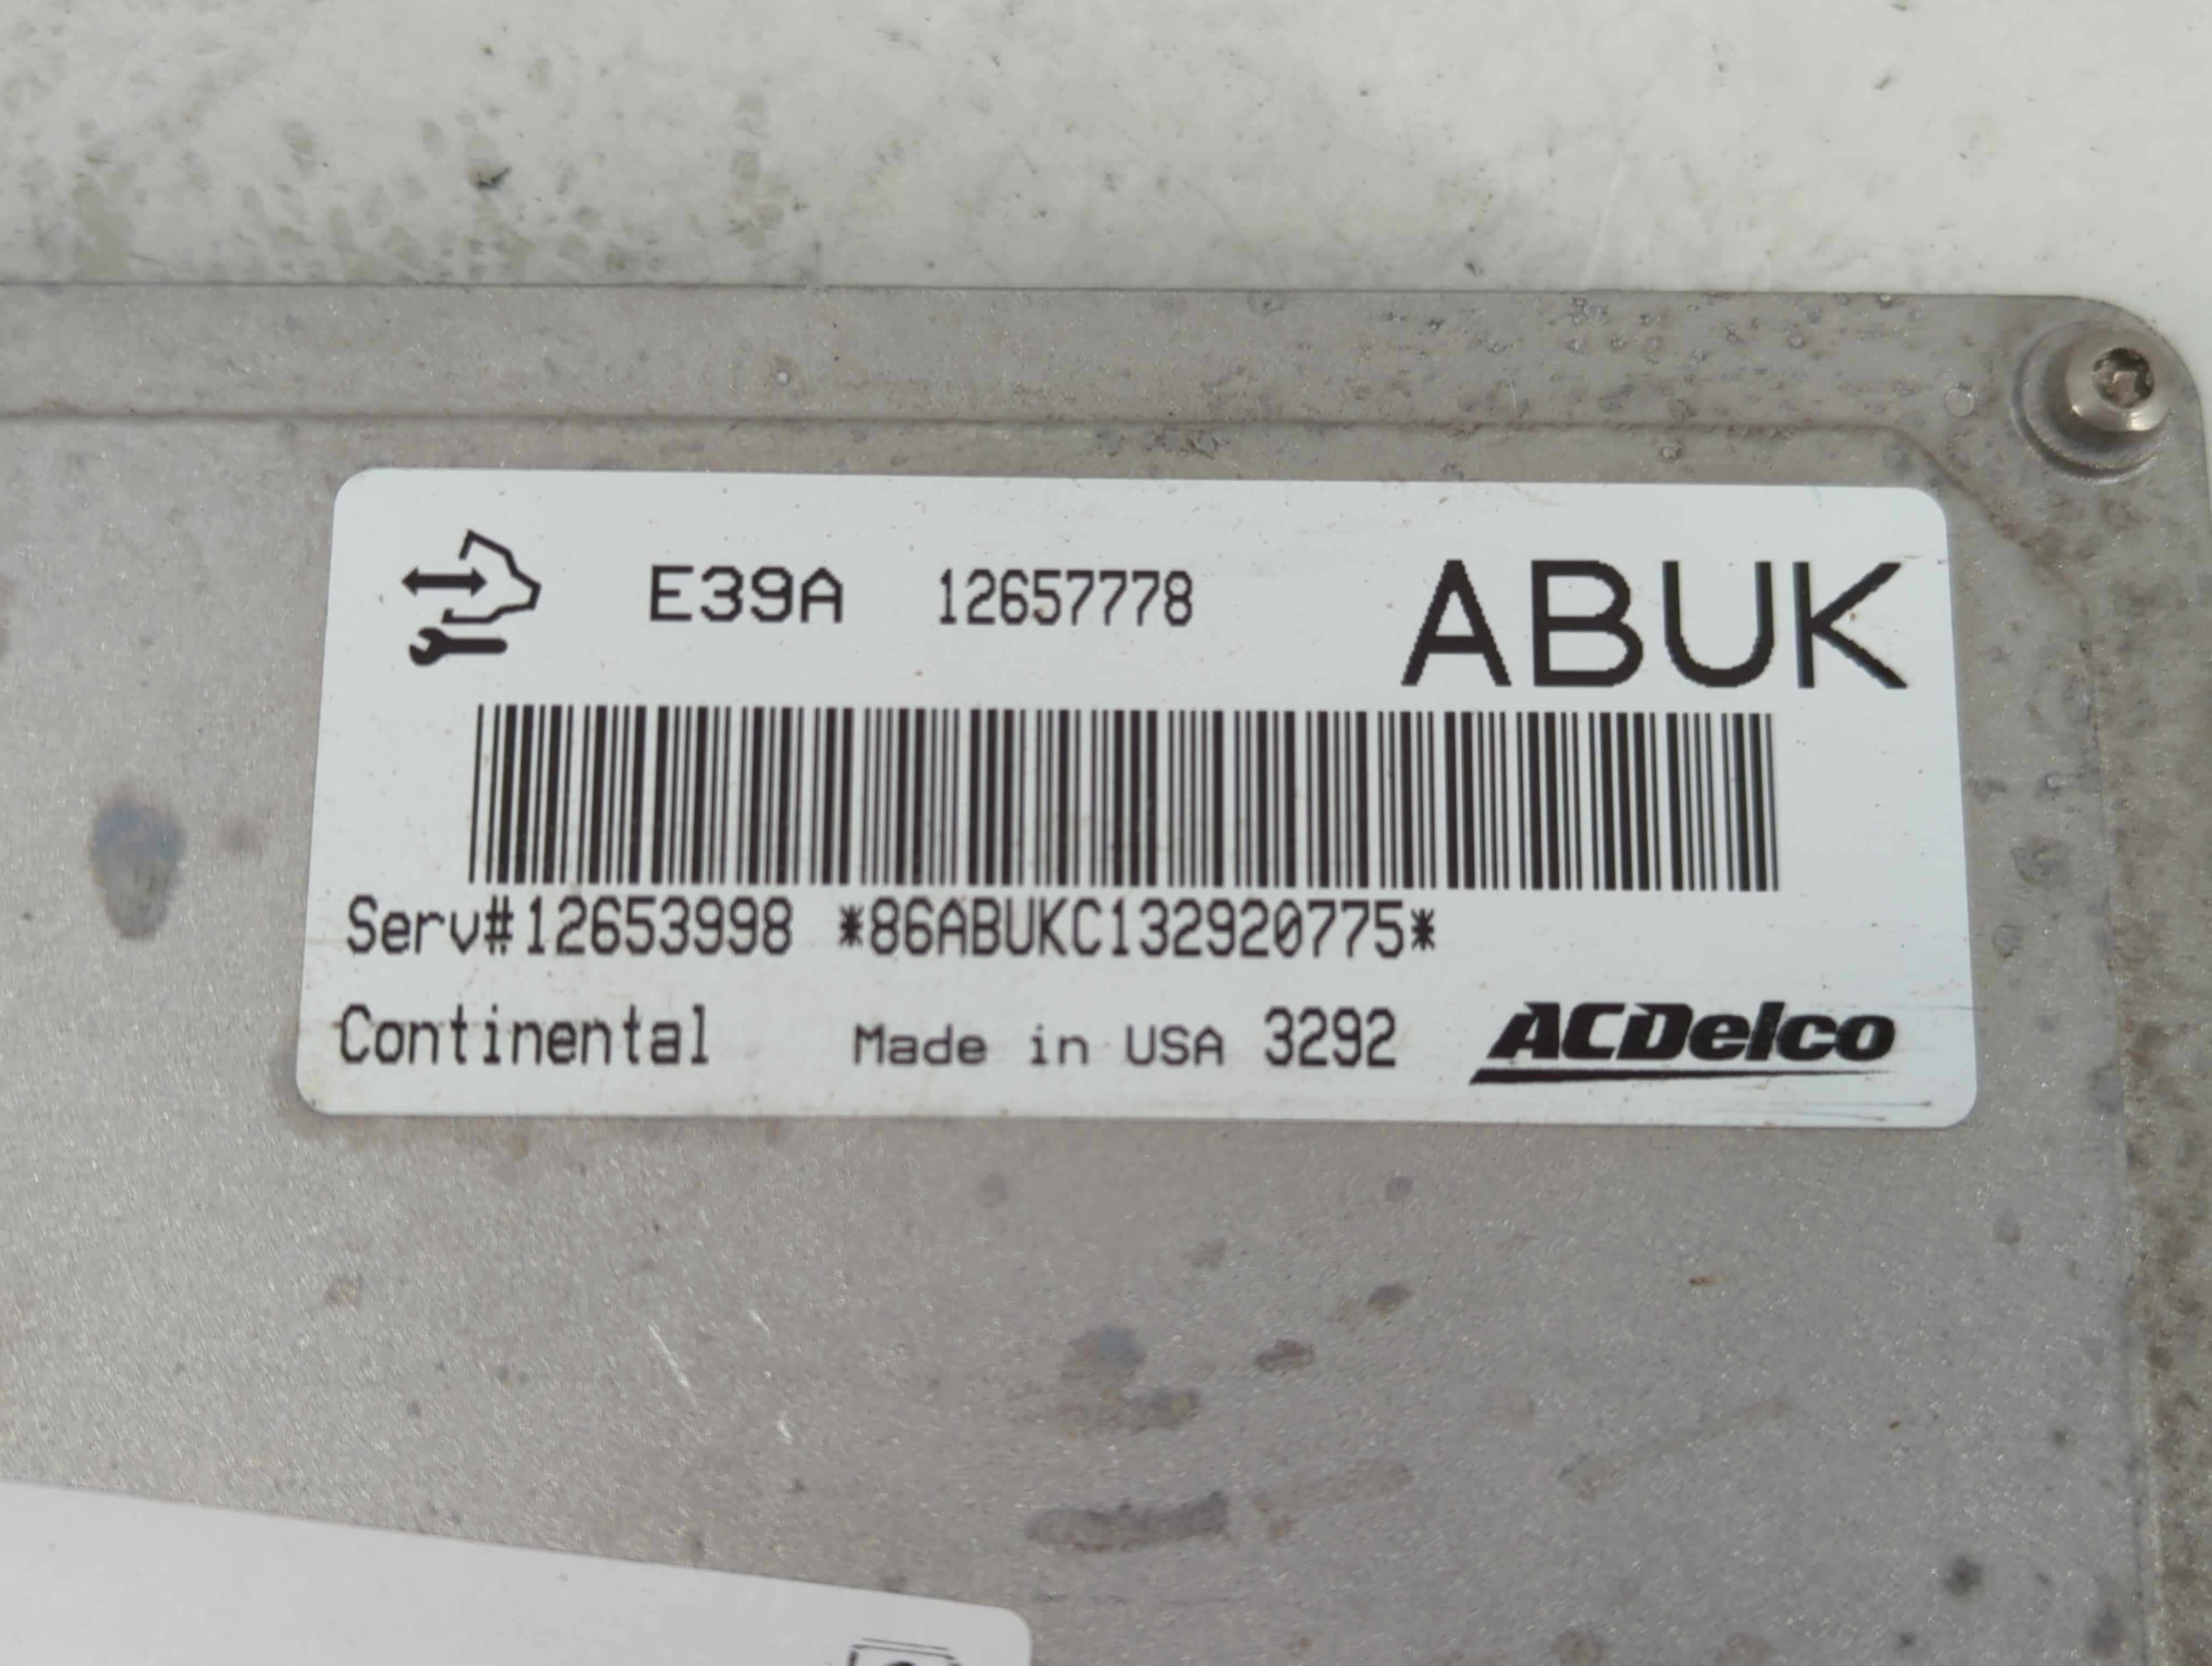 E39A 12657778 ABUK
Serv#12653998 *86ABUKC132920775*
Continental Made in USA 3292 ACDelco